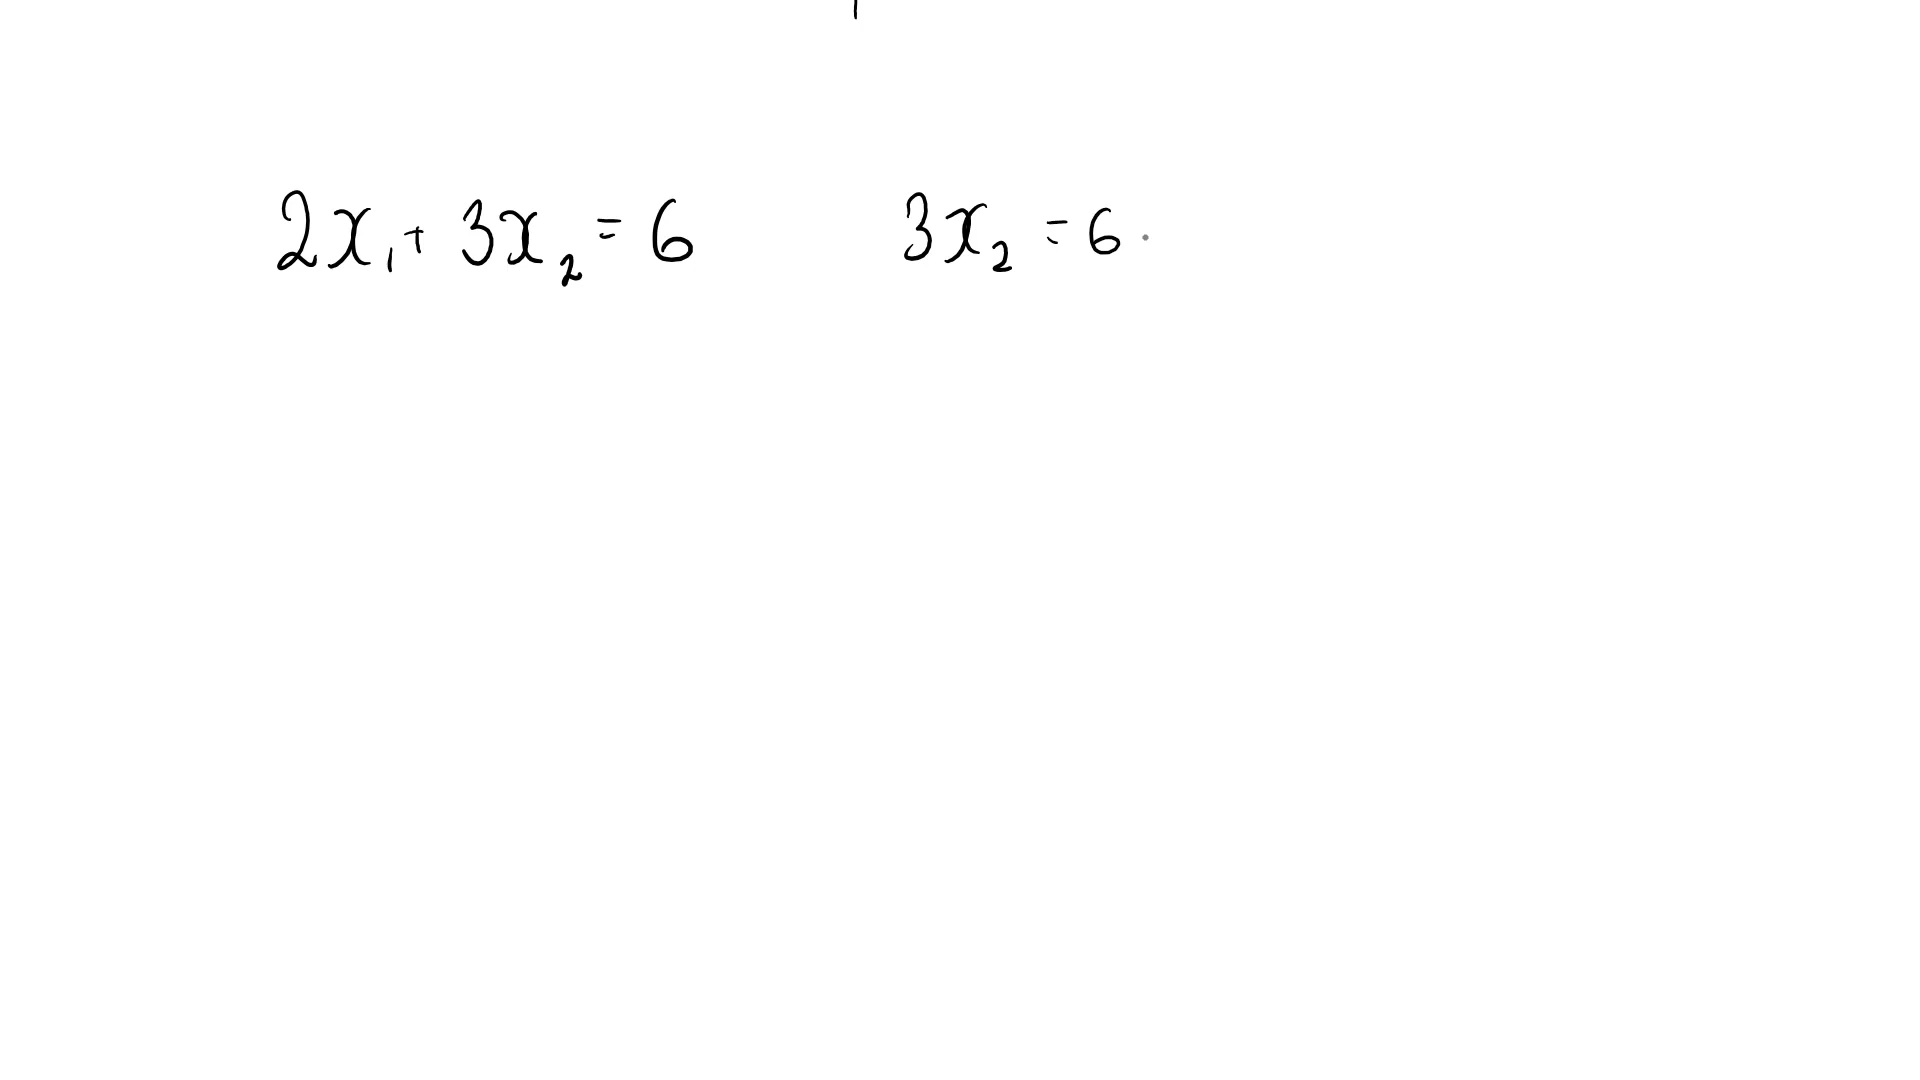 2x₁ + 3x₂ = 6 3x₂ = 6